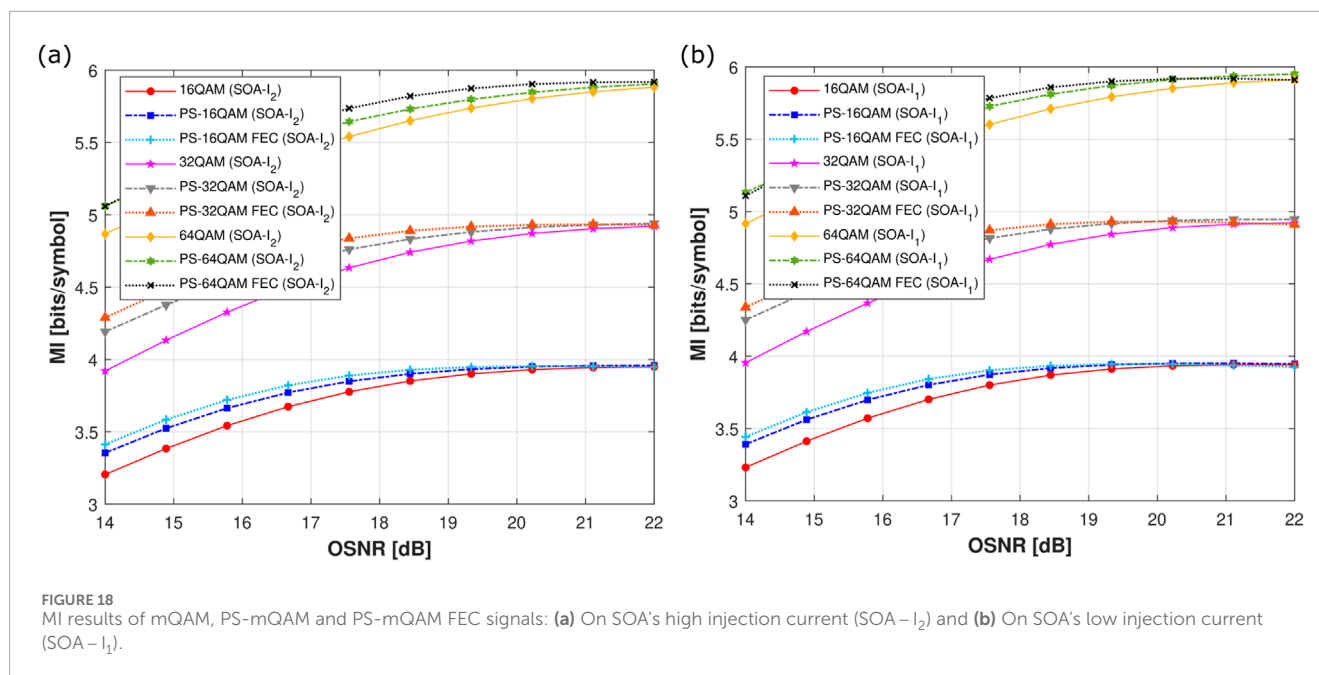 (a)
6
5.5
5
4.5
4
3.5
3
MI [bits/symbol]
16QAM (SOA-I₂)
PS-16QAM (SOA-I₂)
PS-16QAM FEC (SOA-I₂)
32QAM (SOA-I₂)
PS-32QAM (SOA-I₂)
PS-32QAM FEC (SOA-I₂)
64QAM (SOA-I₂)
PS-64QAM (SOA-I₂)
PS-64QAM FEC (SOA-I₂)
14 15 16 17 18 19 20 21 22
OSNR [dB]
(b)
6
5.5
5
4.5
4
3.5
3
MI [bits/symbol]
16QAM (SOA-I₁)
PS-16QAM (SOA-I₁)
PS-16QAM FEC (SOA-I₁)
32QAM (SOA-I₁)
PS-32QAM (SOA-I₁)
PS-32QAM FEC (SOA-I₁)
64QAM (SOA-I₁)
PS-64QAM (SOA-I₁)
PS-64QAM FEC (SOA-I₁)
14 15 16 17 18 19 20 21 22
OSNR [dB]
FIGURE 18
MI results of mQAM, PS-mQAM and PS-mQAM FEC signals: (a) On SOA's high injection current (SOA – I₂) and (b) On SOA's low injection current
(SOA – I₁).